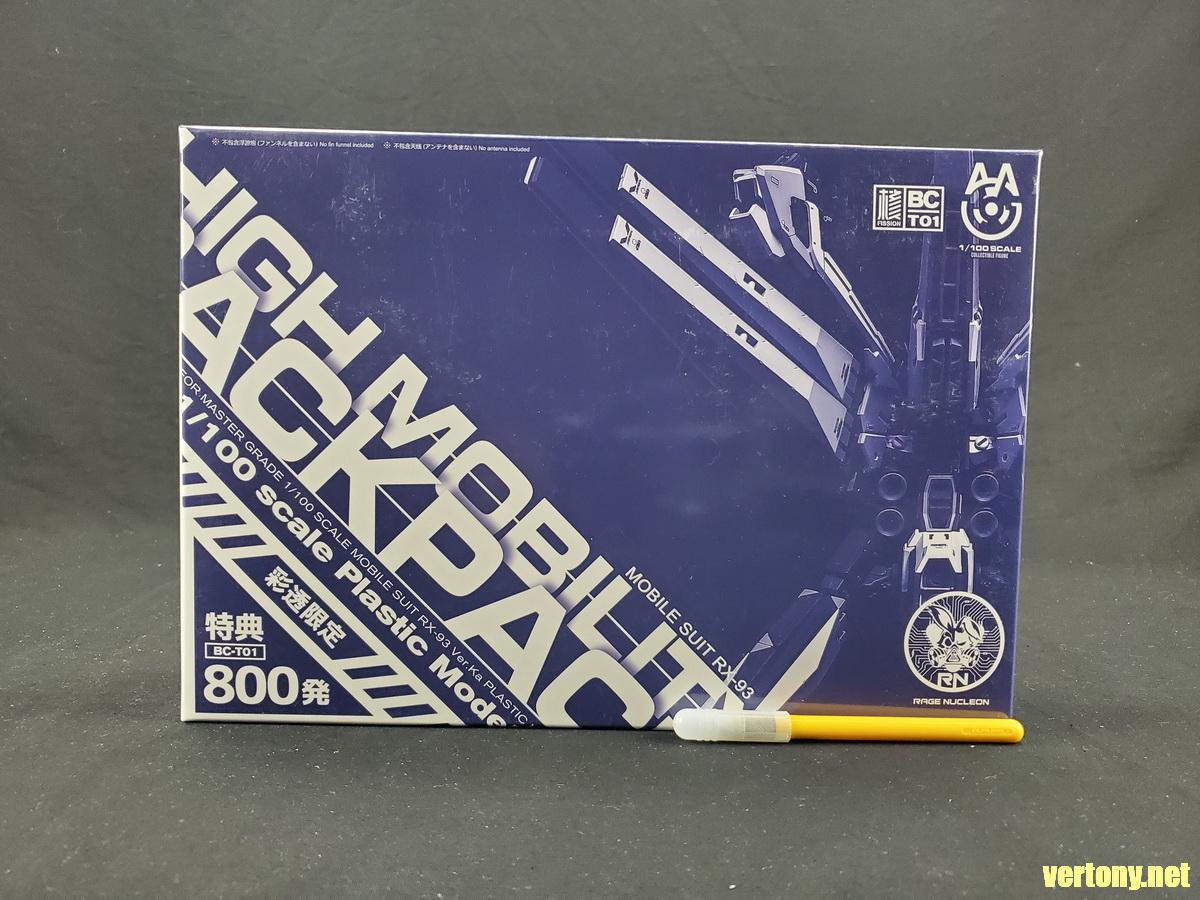 ※ 不包含浮游炮 (ファンネルを含まない) No fin funnel included
※ 不包含天线 (アンテナを含まない) No antenna included
核
FISSION
BC
T01
1/100 SCALE
COLLECTIBLE FIGURE
HIGH MOBILITY
BACKPACK
MOBILE SUIT RX-93
FOR MASTER GRADE 1/100 SCALE MOBILE SUIT RX-93 Ver.Ka PLASTIC
1/100 scale Plastic Mode
彩透限定
特典
BC-T01
800発
RN
RAGE NUCLEON
vertony.net